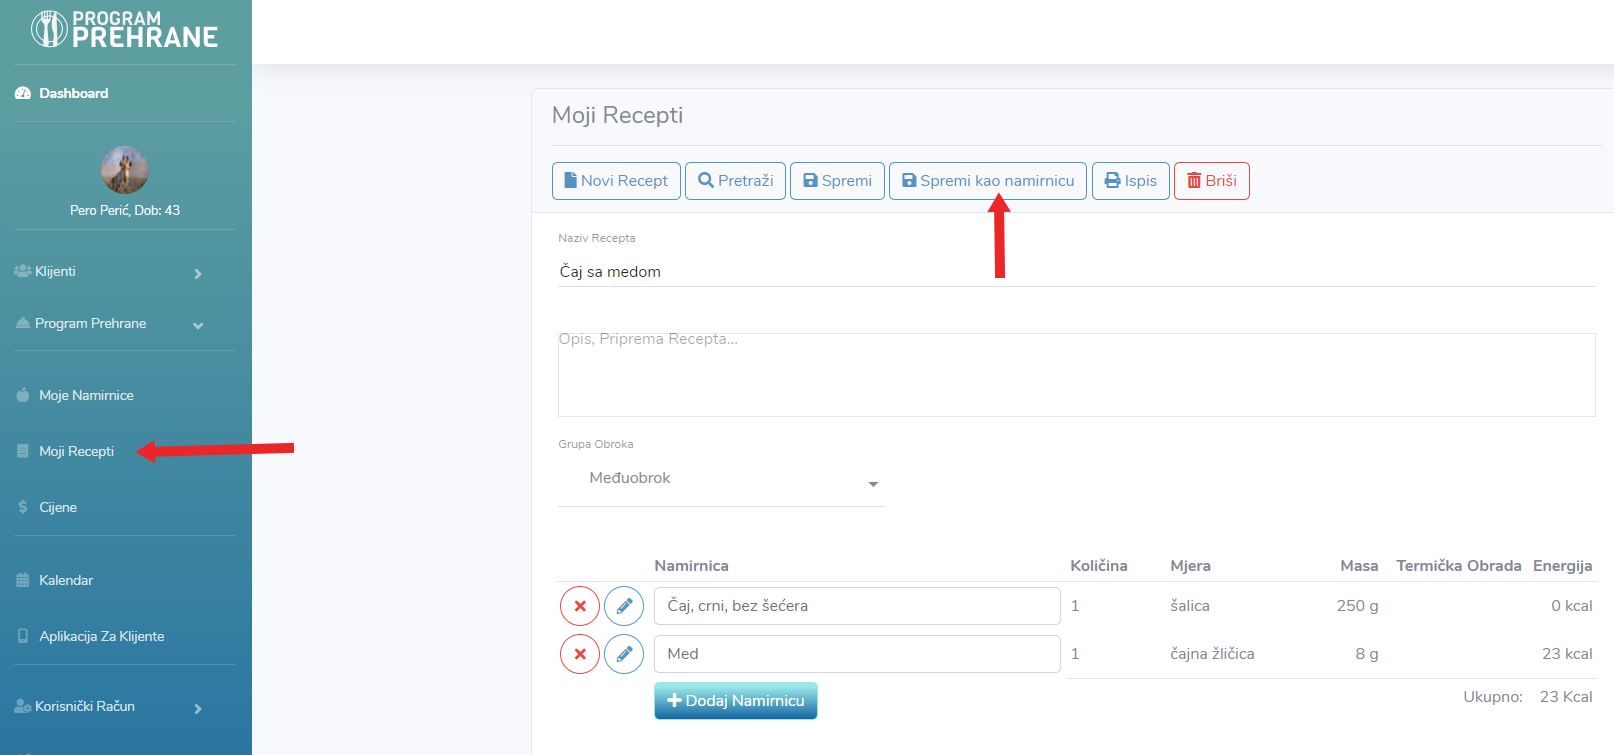 PROGRAM
PREHRANE
Dashboard
Pero Perić, Dob: 43
Klijenti
Program Prehrane
Moje Namirnice
Moji Recepti
Cijene
Kalendar
Aplikacija Za Klijente
Korisnički Račun
Moji Recepti
Novi Recept Pretraži Spremi Spremi kao namirnicu Ispis Briši
Naziv Recepta
Čaj sa medom
Opis, Priprema Recepta...
Grupa Obroka
Međuobrok
Namirnica Količina Mjera Masa Termička Obrada Energija
Čaj, crni, bez šećera 1 šalica 250 g 0 kcal
Med 1 čajna žličica 8 g 23 kcal
Dodaj Namirnicu
Ukupno: 23 Kcal